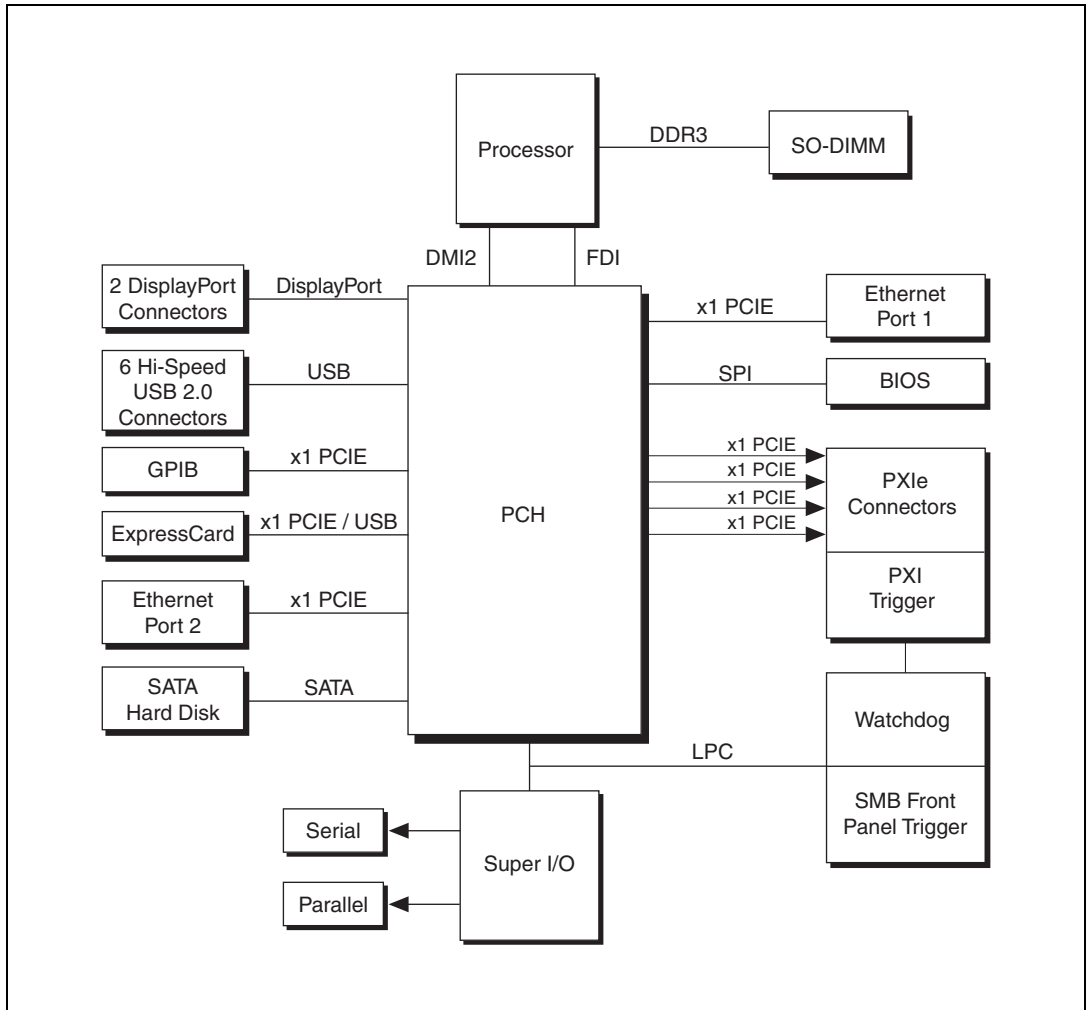 Processor
DDR3
SO-DIMM
DMI2
FDI
2 DisplayPort
Connectors
DisplayPort
6 Hi-Speed
USB 2.0
Connectors
USB
GPIB
x1 PCIE
ExpressCard
x1 PCIE / USB
Ethernet
Port 2
x1 PCIE
SATA
Hard Disk
SATA
PCH
x1 PCIE
Ethernet
Port 1
SPI
BIOS
x1 PCIE
x1 PCIE
x1 PCIE
x1 PCIE
PXIe
Connectors
PXI
Trigger
Watchdog
LPC
SMB Front
Panel Trigger
Serial
Parallel
Super I/O